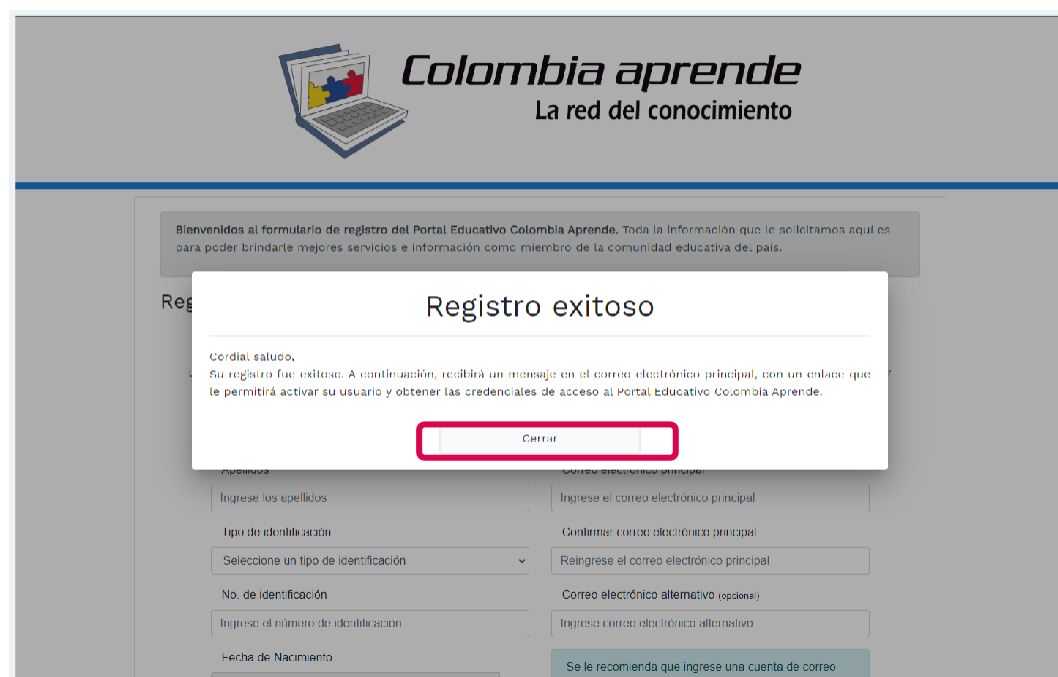 Colombia aprende
La red del conocimiento
Bienvenidos al formulario de registro del Portal Educativo Colombia Aprende. Toda la información que le solicitamos aquí es
para poder brindarle mejores servicios e información como miembro de la comunidad educativa del país.
Reg
Registro exitoso
Cordial saludo,
Su registro fue exitoso. A continuación, recibirá un mensaje en el correo electrónico principal, con un enlace que
le permitirá activar su usuario y obtener las credenciales de acceso al Portal Educativo Colombia Aprende.
Cerrar
Apellidos
Correo electrónico principal
Ingrese los apellidos
Ingrese el correo electrónico principal
Tipo de identificación
Confirmar correo electrónico principal
Seleccione un tipo de identificación
Reingrese el correo electrónico principal
No. de identificación
Correo electrónico alternativo (opcional)
Ingrese el número de identificación
Ingrese correo electrónico alternativo
Fecha de Nacimiento
Se le recomienda que ingrese una cuenta de correo